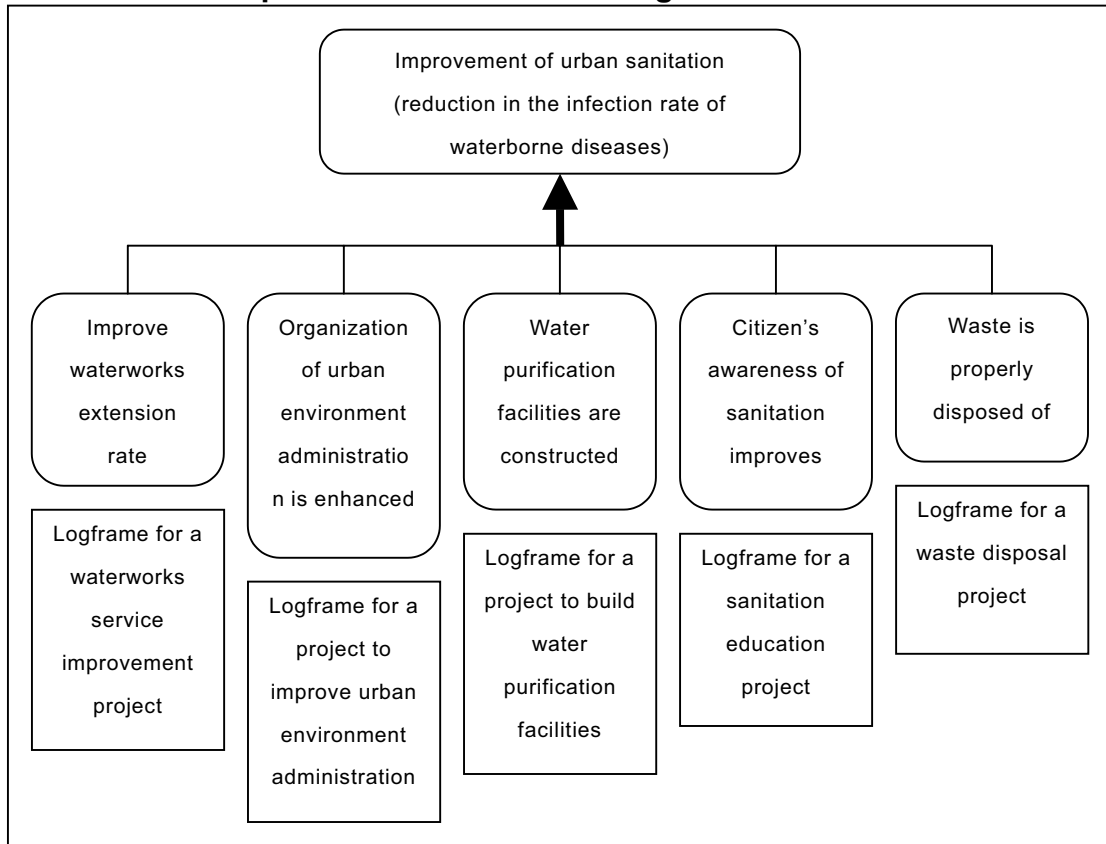 Improvement of urban sanitation
(reduction in the infection rate of
waterborne diseases)
Improve
waterworks
extension
rate
Organization
of urban
environment
administratio
n is enhanced
Water
purification
facilities are
constructed
Citizen's
awareness of
sanitation
improves
Waste is
properly
disposed of
Logframe for a
waterworks
service
improvement
project
Logframe for a
project to
improve urban
environment
administration
Logframe for a
project to build
water
purification
facilities
Logframe for a
sanitation
education
project
Logframe for a
waste disposal
project